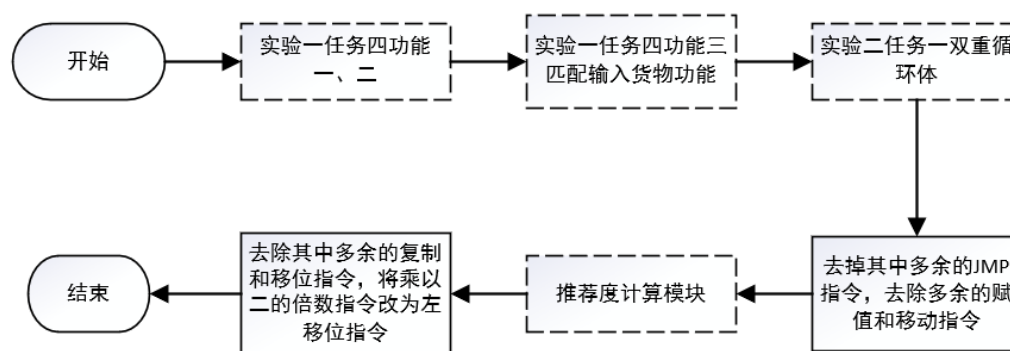 开始
实验一任务四功能
一、二
实验一任务四功能三
匹配输入货物功能
实验二任务一双重循
环体
去掉其中多余的JMP
指令，去除多余的赋
值和移动指令
推荐度计算模块
去除其中多余的复制
和移位指令，将乘以
二的倍数指令改为左
移位指令
结束